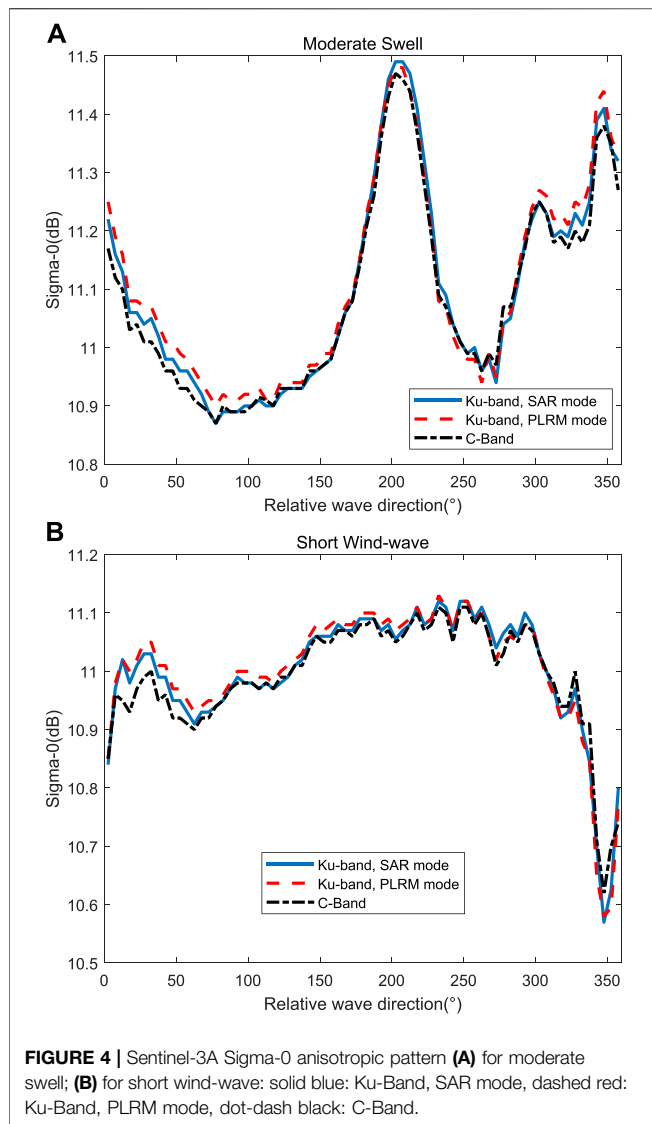 A
Moderate Swell
11.5
11.4
11.3
11.2
11.1
11
10.9
10.8
Sigma-0(dB)
Ku-band, SAR mode
Ku-band, PLRM mode
C-Band
0 50 100 150 200 250 300 350
Relative wave direction(°)
B
Short Wind-wave
11.2
11.1
11
10.9
10.8
10.7
10.6
10.5
Sigma-0(dB)
Ku-band, SAR mode
Ku-band, PLRM mode
C-Band
0 50 100 150 200 250 300 350
Relative wave direction(°)
FIGURE 4 | Sentinel-3A Sigma-0 anisotropic pattern (A) for moderate
swell; (B) for short wind-wave: solid blue: Ku-Band, SAR mode, dashed red:
Ku-Band, PLRM mode, dot-dash black: C-Band.